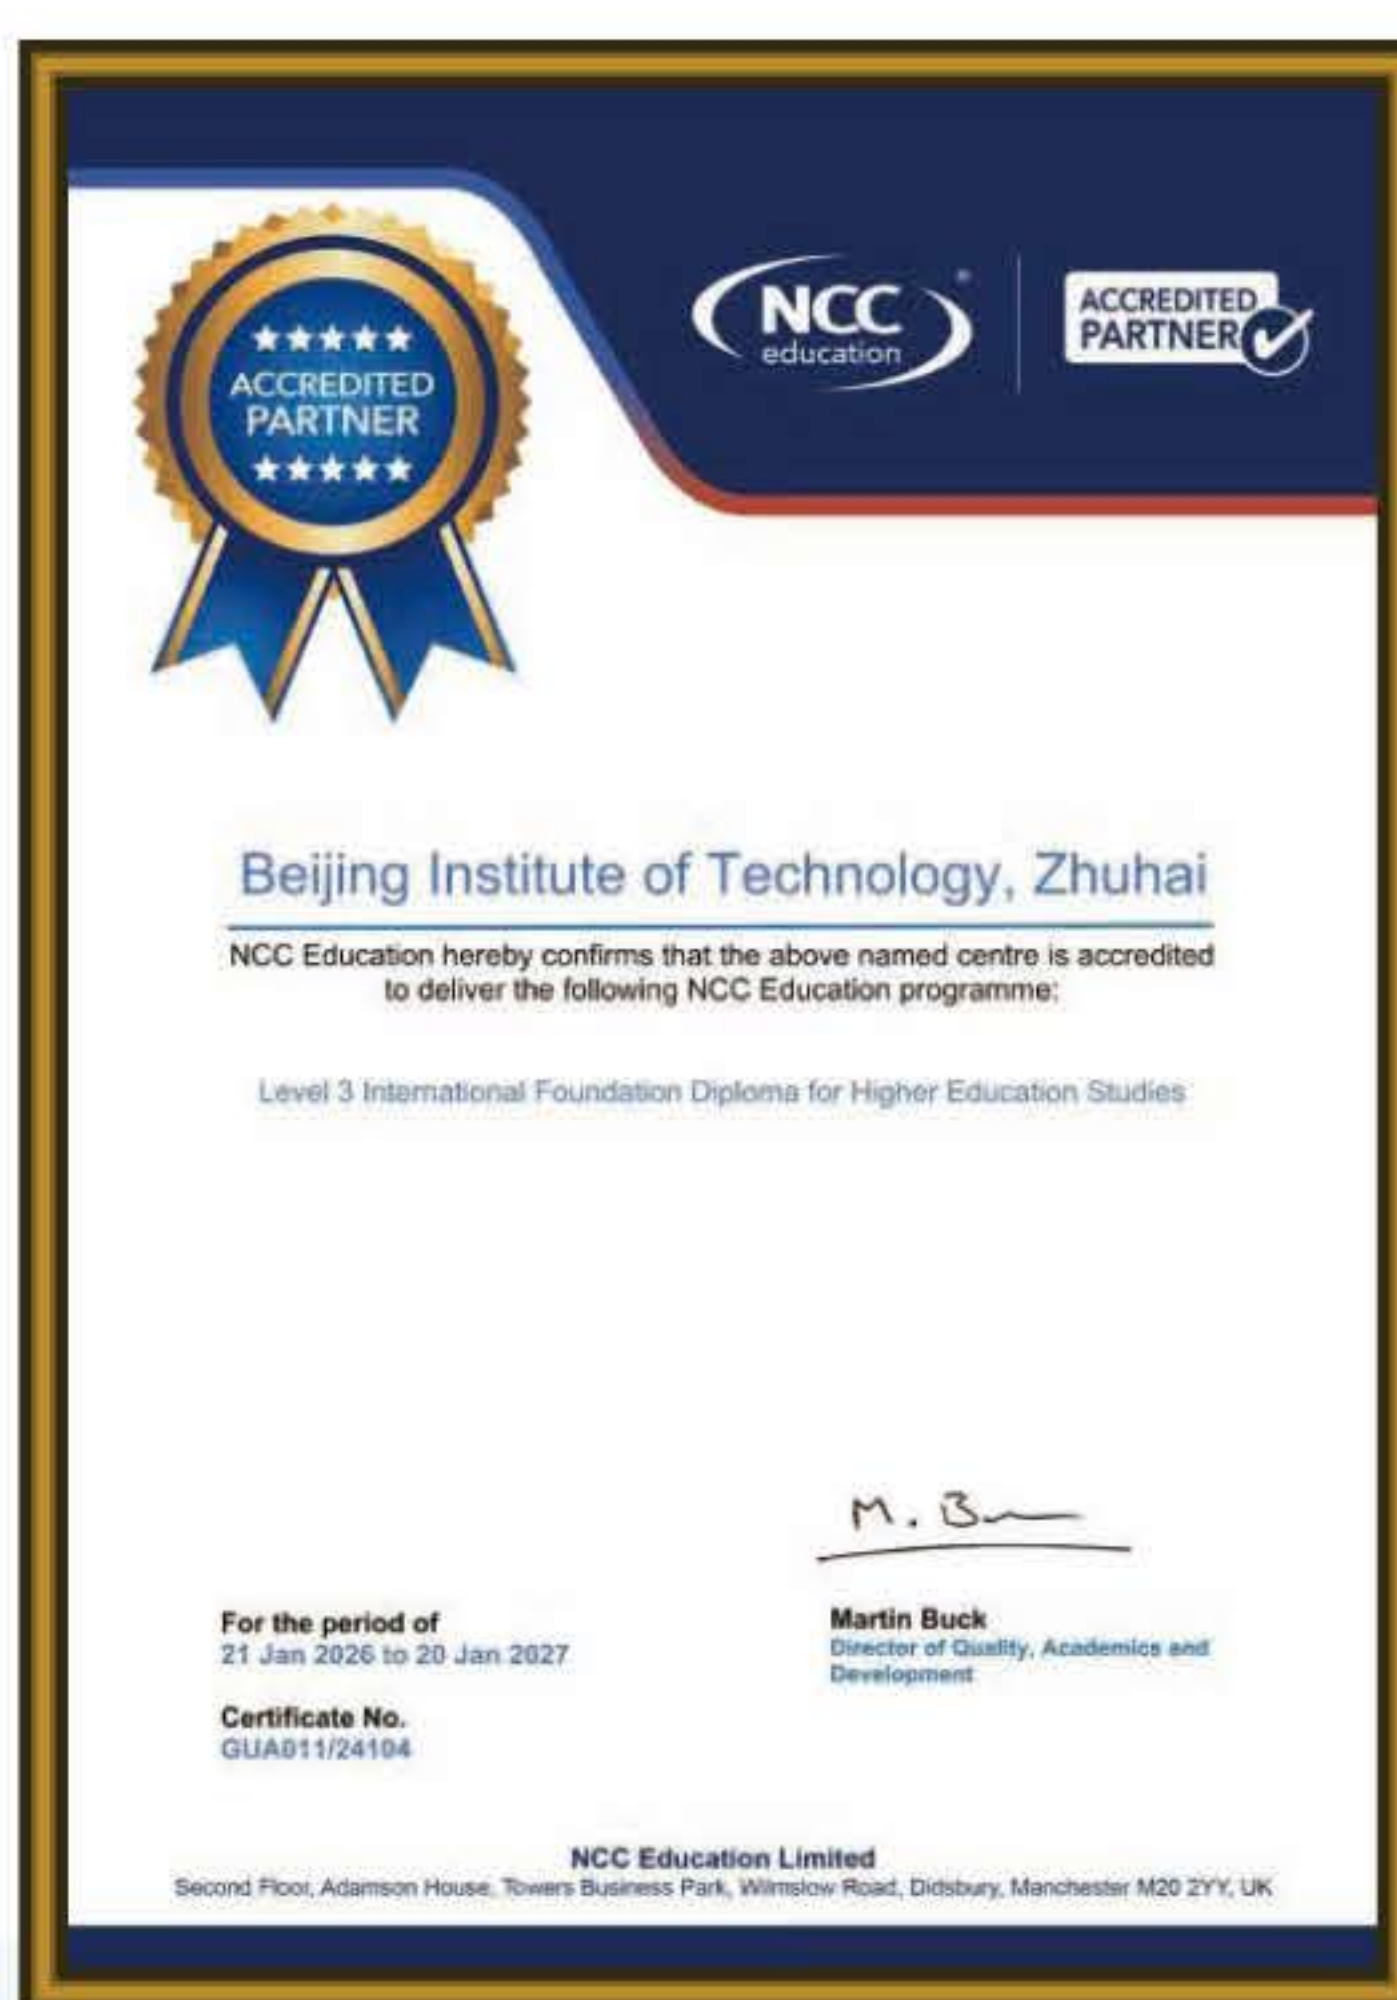 NCC
education
ACCREDITED
PARTNER
ACCREDITED
PARTNER
Beijing Institute of Technology, Zhuhai
NCC Education hereby confirms that the above named centre is accredited
to deliver the following NCC Education programme:
Level 3 International Foundation Diploma for Higher Education Studies
M. B
For the period of
21 Jan 2026 to 20 Jan 2027
Martin Buck
Director of Quality, Academics and
Development
Certificate No.
GUA011/24104
NCC Education Limited
Second Floor, Adamson House, Towers Business Park, Wilmslow Road, Didsbury, Manchester M20 2YY, UK